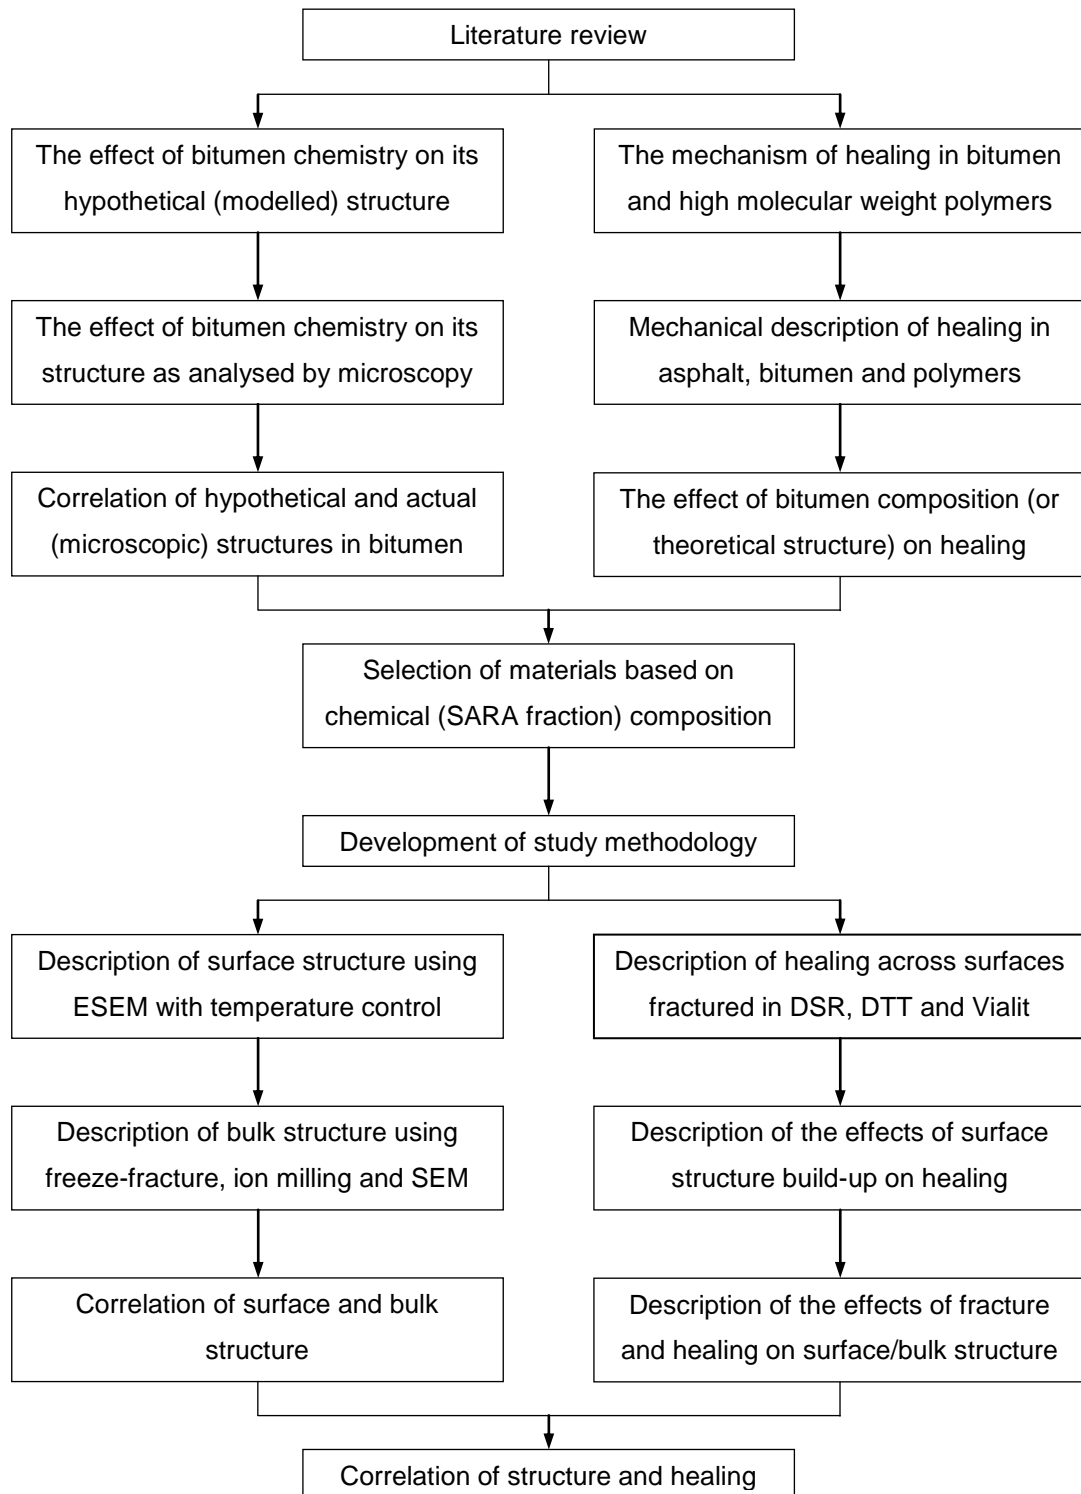 Literature review
The effect of bitumen chemistry on its
hypothetical (modelled) structure
The mechanism of healing in bitumen
and high molecular weight polymers
The effect of bitumen chemistry on its
structure as analysed by microscopy
Mechanical description of healing in
asphalt, bitumen and polymers
Correlation of hypothetical and actual
(microscopic) structures in bitumen
The effect of bitumen composition (or
theoretical structure) on healing
Selection of materials based on
chemical (SARA fraction) composition
Development of study methodology
Description of surface structure using
ESEM with temperature control
Description of healing across surfaces
fractured in DSR, DTT and Vialit
Description of bulk structure using
freeze-fracture, ion milling and SEM
Description of the effects of surface
structure build-up on healing
Correlation of surface and bulk
structure
Description of the effects of fracture
and healing on surface/bulk structure
Correlation of structure and healing